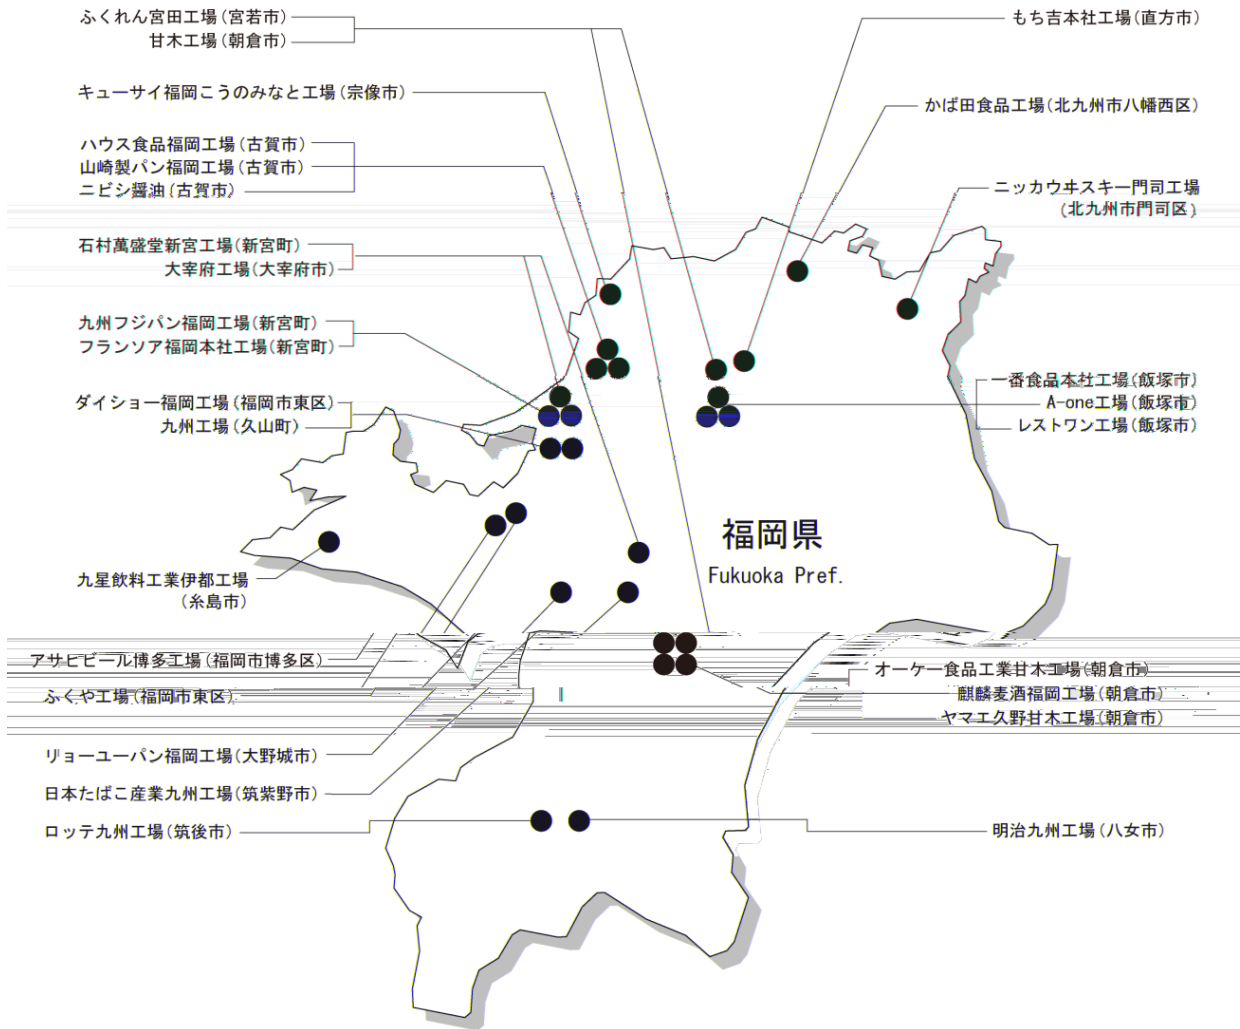 ふくれん宮田工場(宮若市)
甘木工場(朝倉市)
キューサイ福岡こうのみなと工場(宗像市)
ハウス食品福岡工場(古賀市)
山崎製パン福岡工場(古賀市)
ニビシ醤油(古賀市)
石村萬盛堂新宮工場(新宮町)
大宰府工場(大宰府市)
九州フジパン福岡工場(新宮町)
フランソア福岡本社工場(新宮町)
ダイショー福岡工場(福岡市東区)
九州工場(久山町)
九星飲料工業伊都工場
(糸島市)
アサヒビール博多工場(福岡市博多区)
ふくや工場(福岡市東区)
リョーユーパン福岡工場(大野城市)
日本たばこ産業九州工場(筑紫野市)
ロッテ九州工場(筑後市)
もち吉本社工場(直方市)
かば田食品工場(北九州市八幡西区)
ニッカウヰスキー門司工場
(北九州市門司区)
一番食品本社工場(飯塚市)
A-one工場(飯塚市)
レストワン工場(飯塚市)
福岡県
Fukuoka Pref.
オーケー食品工業甘木工場(朝倉市)
麒麟麦酒福岡工場(朝倉市)
ヤマエ久野甘木工場(朝倉市)
明治九州工場(八女市)